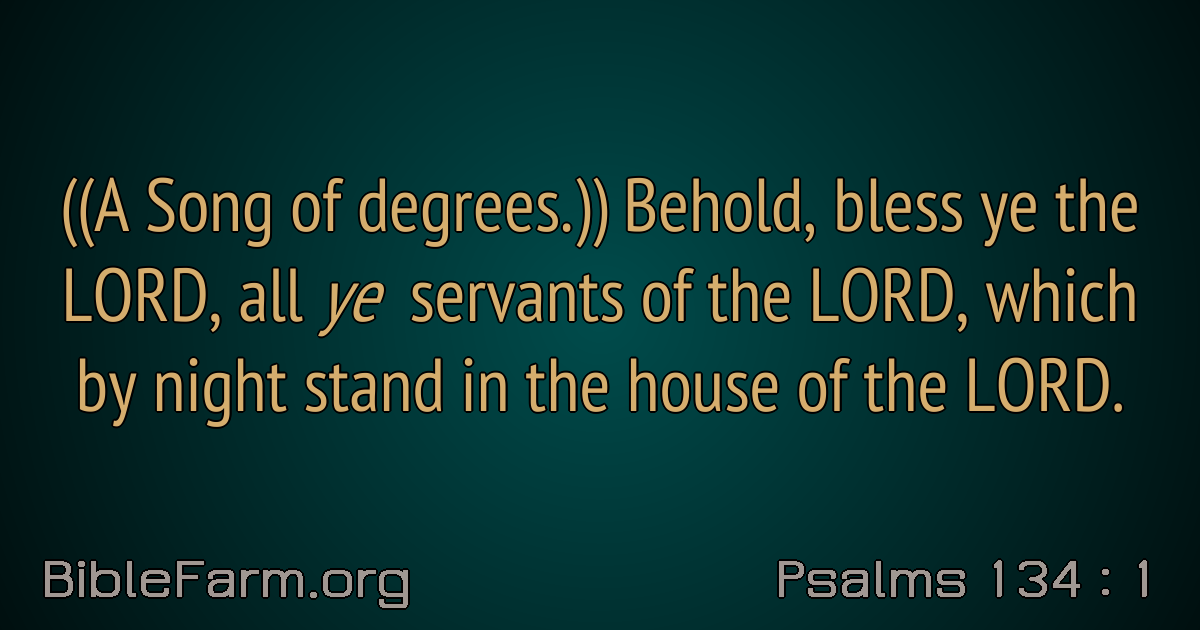 ((A Song of degrees.)) Behold, bless ye the
LORD, all ye servants of the LORD, which
by night stand in the house of the LORD.
BibleFarm.org
Psalms 134 : 1